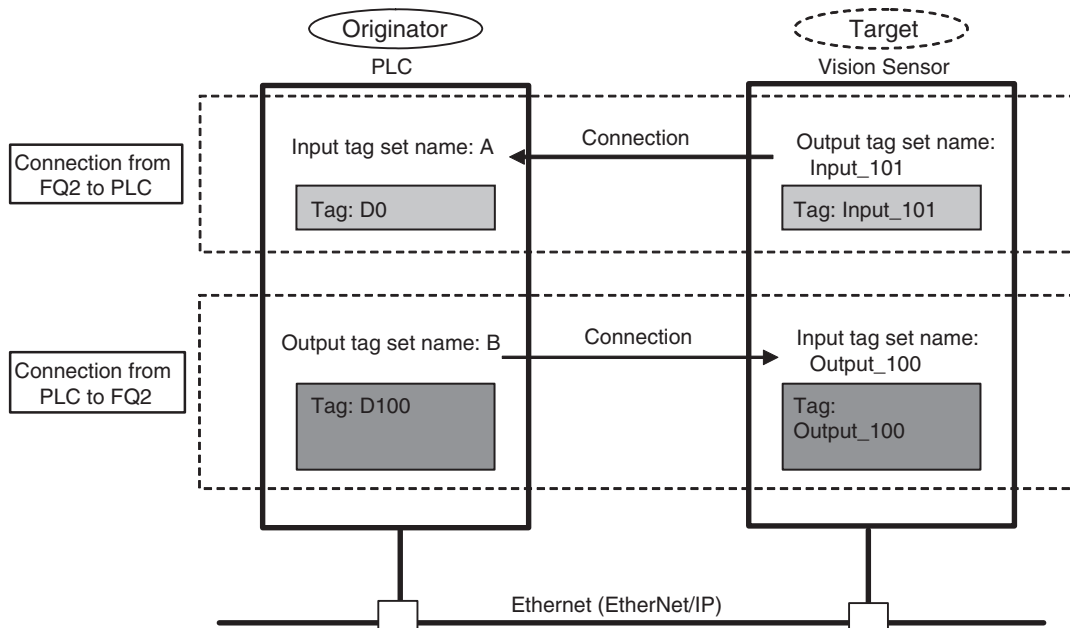 Originator
Target
PLC
Vision Sensor
Connection from
FQ2 to PLC
Input tag set name: A
Connection
Output tag set name:
Input_101
Tag: D0
Tag: Input_101
Connection from
PLC to FQ2
Output tag set name: B
Connection
Input tag set name:
Output_100
Tag: D100
Tag:
Output_100
Ethernet (EtherNet/IP)